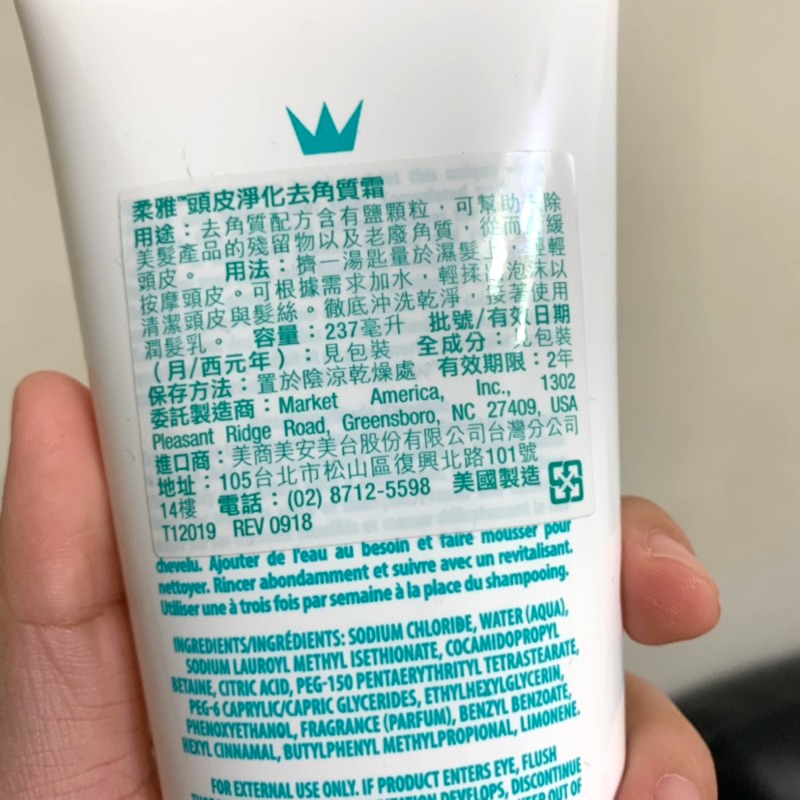 柔雅™頭皮淨化去角質霜
用途：去角質配方含有鹽顆粒，可幫助去除
美髮產品的殘留物以及老廢角質，從而舒緩
頭皮。 用法：擠一湯匙量於濕髮上，輕輕
按摩頭皮。可根據需求加水，輕揉出泡沫以
清潔頭皮與髮絲。徹底沖洗乾淨，接著使用
潤髮乳。 容量：237毫升 批號/有效日期
(月/西元年)：見包裝 全成分：見包裝
保存方法：置於陰涼乾燥處 有效期限：2年
委託製造商：Market America, Inc., 1302
Pleasant Ridge Road, Greensboro, NC 27409, USA
進口商：美商美安美台股份有限公司台灣分公司
地址：105台北市松山區復興北路101號
14樓 電話：(02) 8712-5598 美國製造
T12019 REV 0918
chevelu. Ajouter de l'eau au besoin et faire mousser pour
nettoyer. Rincer abondamment et suivre avec un revitalisant.
Utiliser une à trois fois par semaine à la place du shampooing.
INGREDIENTS/INGRÉDIENTS: SODIUM CHLORIDE, WATER (AQUA),
SODIUM LAUROYL METHYL ISETHIONATE, COCAMIDOPROPYL
BETAINE, CITRIC ACID, PEG-150 PENTAERYTHRITYL TETRASTEARATE,
PEG-6 CAPRYLIC/CAPRIC GLYCERIDES, ETHYLHEXYLGLYCERIN,
PHENOXYETHANOL, FRAGRANCE (PARFUM), BENZYL BENZOATE,
HEXYL CINNAMAL, BUTYLPHENYL METHYLPROPIONAL, LIMONENE.
FOR EXTERNAL USE ONLY. IF PRODUCT ENTERS EYE, FLUSH
DEVELOPS, DISCONTINUE
OUT OF